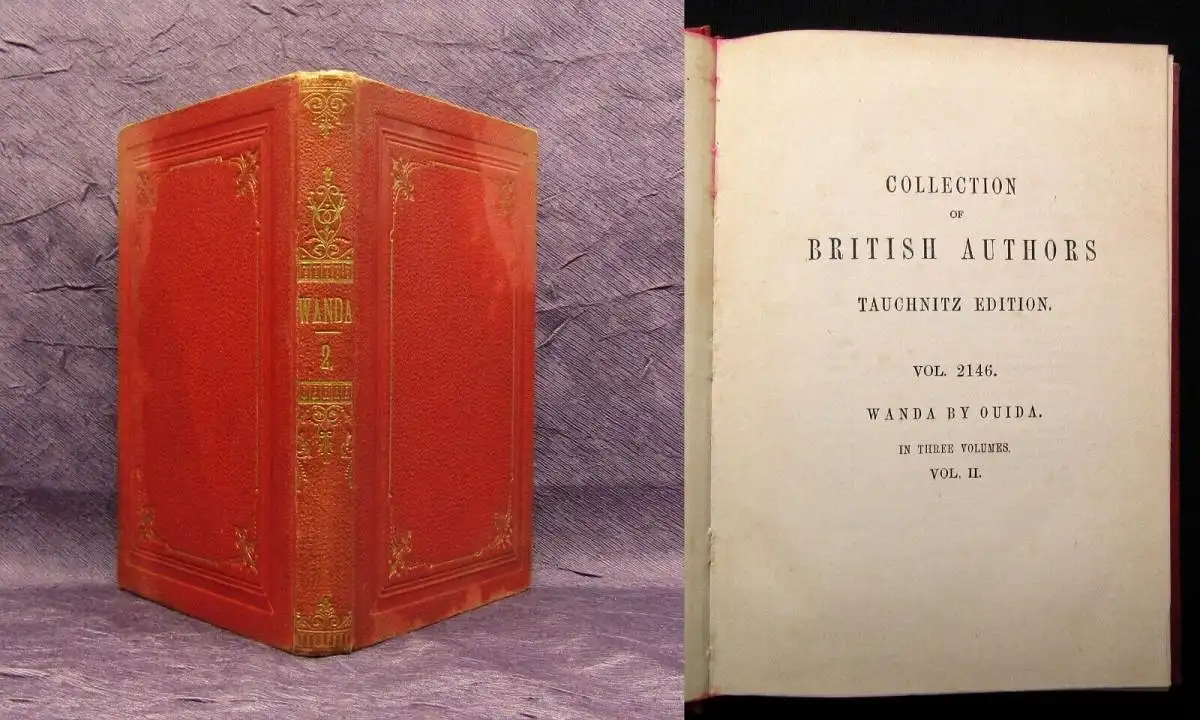 WANDA
2.
COLLECTION
OF
BRITISH AUTHORS
TAUCHNITZ EDITION.
VOL. 2146.
WANDA BY OUIDA.
IN THREE VOLUMES.
VOL. II.